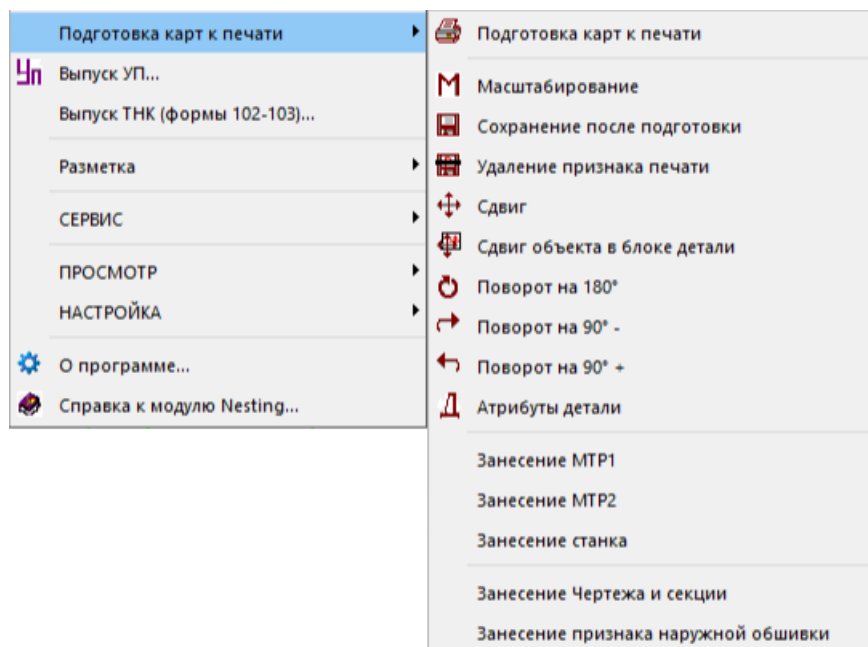 Подготовка карт к печати
Выпуск УП...
Выпуск ТНК (формы 102-103)...
Разметка
СЕРВИС
ПРОСМОТР
НАСТРОЙКА
О программе...
Справка к модулю Nesting...
Подготовка карт к печати
Масштабирование
Сохранение после подготовки
Удаление признака печати
Сдвиг
Сдвиг объекта в блоке детали
Поворот на 180°
Поворот на 90° -
Поворот на 90° +
Атрибуты детали
Занесение МТР1
Занесение МТР2
Занесение станка
Занесение Чертежа и секции
Занесение признака наружной обшивки